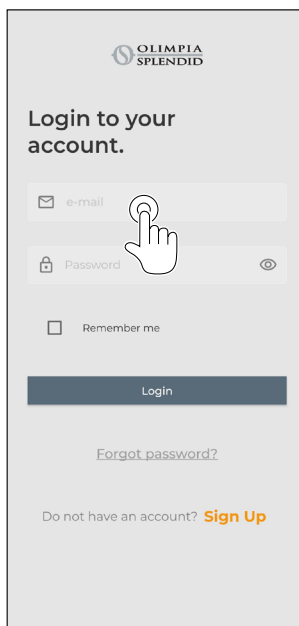 OLIMPIA
SPLENDID
Login to your
account.
e-mail
Password
Remember me
Login
Forgot password?
Do not have an account? Sign Up